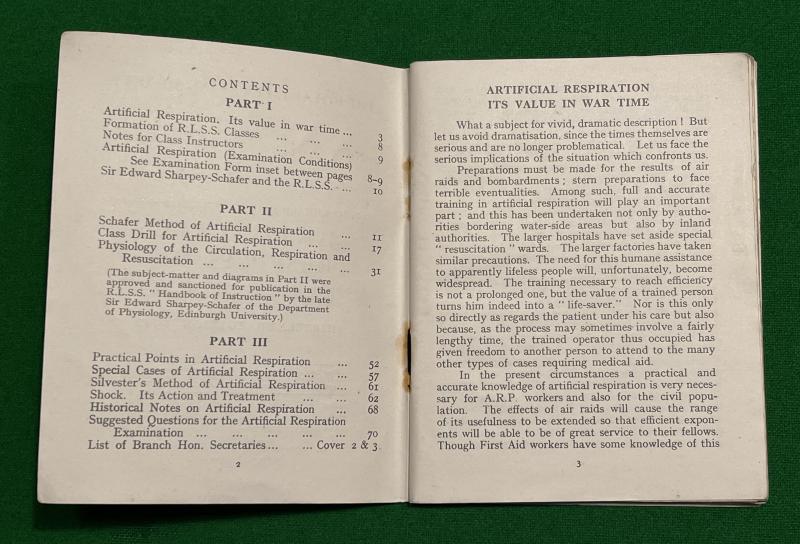 CONTENTS
PART I
Artificial Respiration. Its value in war time ... 3
Formation of R.L.S.S. Classes ... ... ... 8
Notes for Class Instructors ... ... ... 9
Artificial Respiration (Examination Conditions)
See Examination Form inset between pages 8–9
Sir Edward Sharpey-Schafer and the R.L.S.S. ... 10
PART II
Schafer Method of Artificial Respiration ... 11
Class Drill for Artificial Respiration ... ... 17
Physiology of the Circulation, Respiration and
Resuscitation ... ... ... ... ... 31
(The subject-matter and diagrams in Part II were
approved and sanctioned for publication in the
R.L.S.S. “ Handbook of Instruction ” by the late
Sir Edward Sharpey-Schafer of the Department
of Physiology, Edinburgh University.)
PART III
Practical Points in Artificial Respiration ... 52
Special Cases of Artificial Respiration ... ... 57
Silvester's Method of Artificial Respiration ... 61
Shock. Its Action and Treatment ... ... 62
Historical Notes on Artificial Respiration ... 68
Suggested Questions for the Artificial Respiration
Examination ... ... ... ... ... 70
List of Branch Hon. Secretaries ... ... Cover 2 & 3
2
ARTIFICIAL RESPIRATION
ITS VALUE IN WAR TIME
What a subject for vivid, dramatic description ! But
let us avoid dramatisation, since the times themselves are
serious and are no longer problematical. Let us face the
serious implications of the situation which confronts us.
Preparations must be made for the results of air
raids and bombardments ; stern preparations to face
terrible eventualities. Among such, full and accurate
training in artificial respiration will play an important
part ; and this has been undertaken not only by autho-
rities bordering water-side areas but also by inland
authorities. The larger hospitals have set aside special
“ resuscitation ” wards. The larger factories have taken
similar precautions. The need for this humane assistance
to apparently lifeless people will, unfortunately, become
widespread. The training necessary to reach efficiency
is not a prolonged one, but the value of a trained person
turns him indeed into a “ life-saver.” Nor is this only
so directly as regards the patient under his care but also
because, as the process may sometimes involve a fairly
lengthy time, the trained operator thus occupied has
given freedom to another person to attend to the many
other types of cases requiring medical aid.
In the present circumstances a practical and
accurate knowledge of artificial respiration is very neces-
sary for A.R.P. workers and also for the civil popu-
lation. The effects of air raids will cause the range
of its usefulness to be extended so that efficient expon-
ents will be able to be of great service to their fellows.
Though First Aid workers have some knowledge of this
3